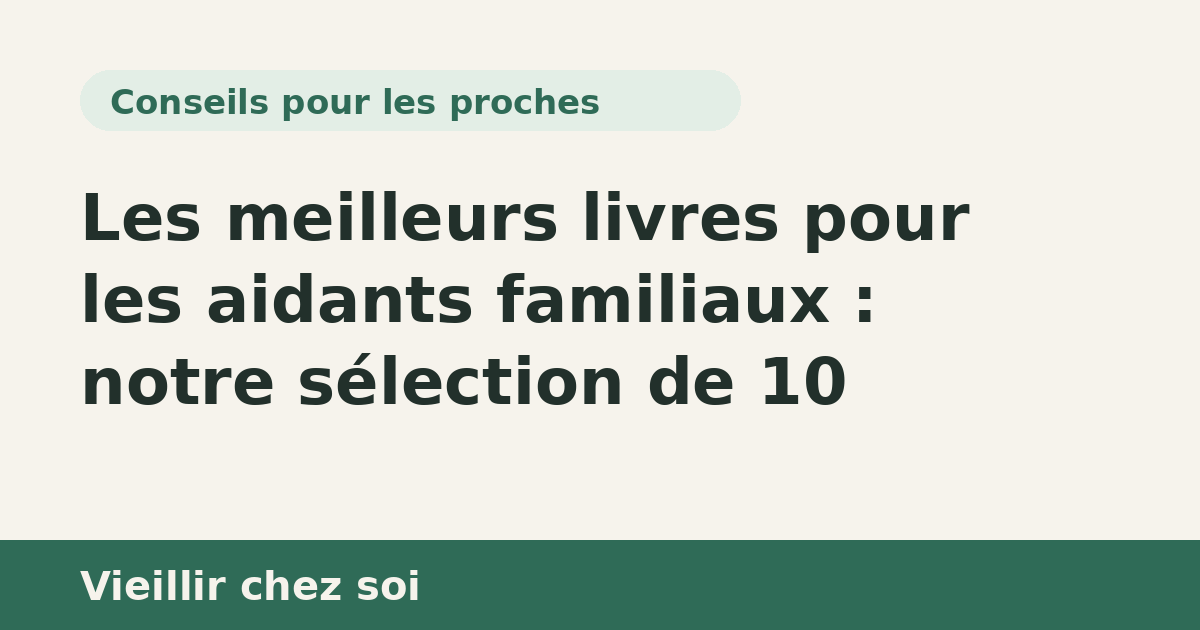 Conseils pour les proches
Les meilleurs livres pour
les aidants familiaux :
notre sélection de 10
Vieillir chez soi